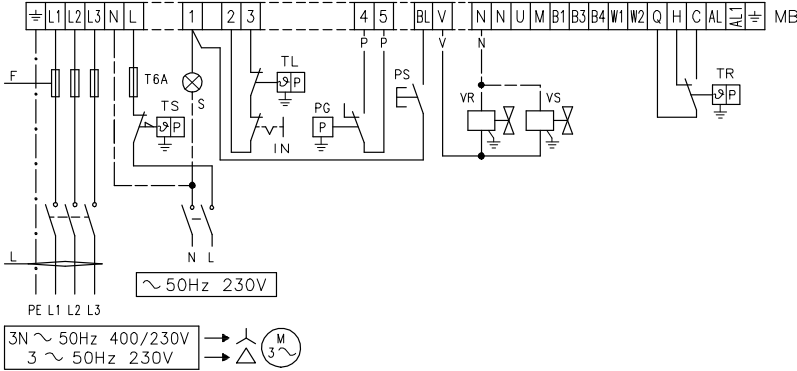 L1 L2 L3 N L 1 2 3 4 5 BL V N N U M B1 B3 B4 W1 W2 Q H C AL AL1 MB
P P V N
TL
PS
TR
F
T6A
ϑ P
ϑ P
S
VR
VS
TS
PG
ϑ P
P
IN
N L
L
~ 50Hz 230V
PE L1 L2 L3
3N ~ 50Hz 400/230V
M
3 ~ 50Hz 230V
3 ~